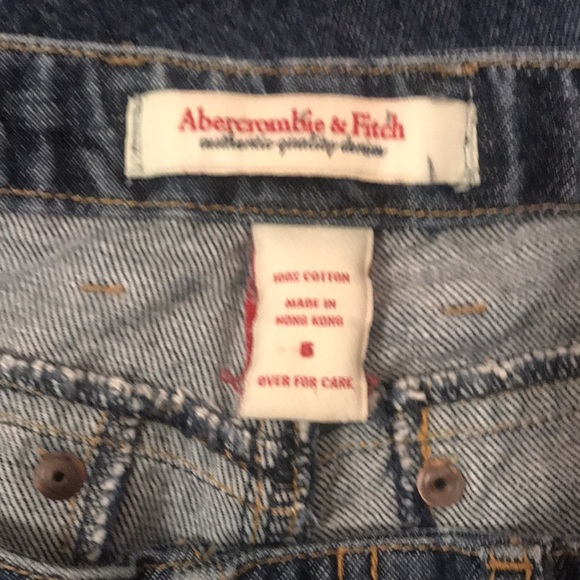 Abercrombie & Fitch
authentic quality denim
100% COTTON
MADE IN
HONG KONG
6
OVER FOR CARE